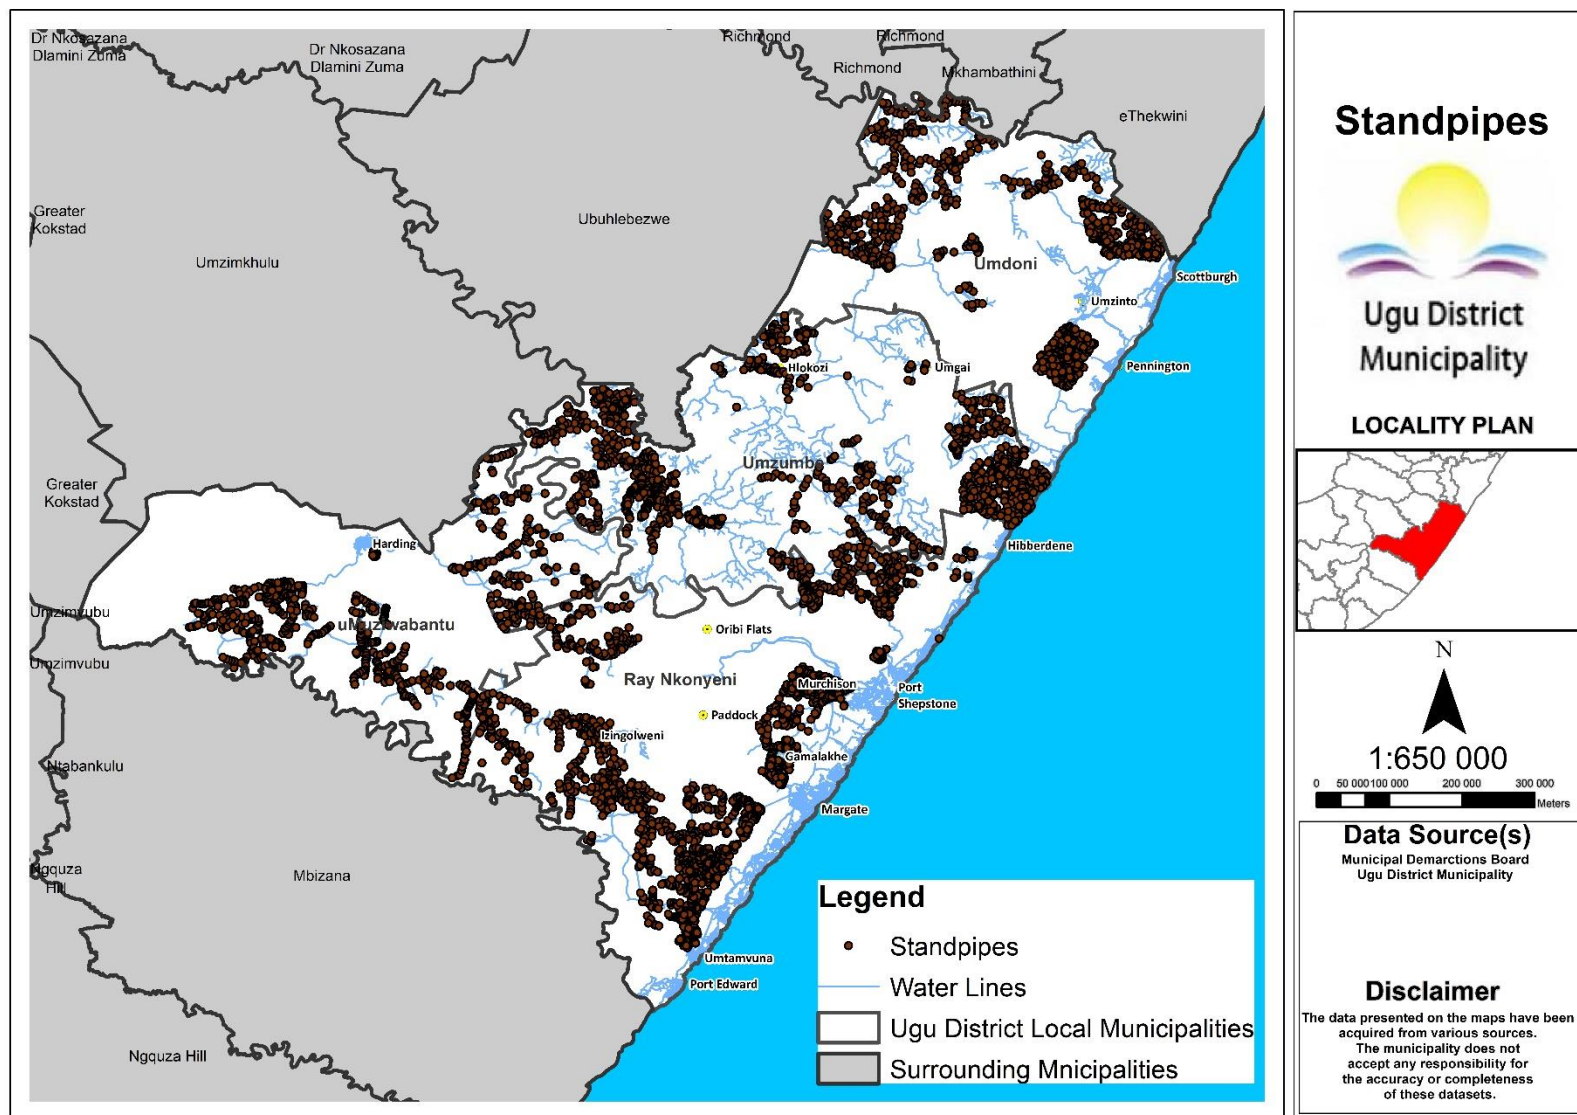 Dr Nkosazana
Dlamini Zuma
Dr Nkosazana
Dlamini Zuma
Richmond
Richmond
Richmond
Mkhambathini
eThekwini
Greater
Kokstad
Umzimkhulu
Ubuhlebezwe
Umdoni
Scottburgh
Umzinto
Pennington
Hlokozi
Umgai
Greater
Kokstad
Umzumbe
Harding
Hibberdene
Umzimvubu
uMuziwabantu
Oribi Flats
Umzimvubu
Ray Nkonyeni
Murchison
Port
Shepstone
Paddock
Izingolweni
Ntabankulu
Gamalakhe
Margate
Ngquza
Hill
Mbizana
Umtamvuna
Port Edward
Ngquza Hill
Legend
Standpipes
Water Lines
Ugu District Local Municipalities
Surrounding Mnicipalities
Standpipes
Ugu District
Municipality
LOCALITY PLAN
N
1:650 000
0 50 000 100 000 200 000 300 000
Meters
Data Source(s)
Municipal Demarctions Board
Ugu District Municipality
Disclaimer
The data presented on the maps have been
acquired from various sources.
The municipality does not
accept any responsibility for
the accuracy or completeness
of these datasets.